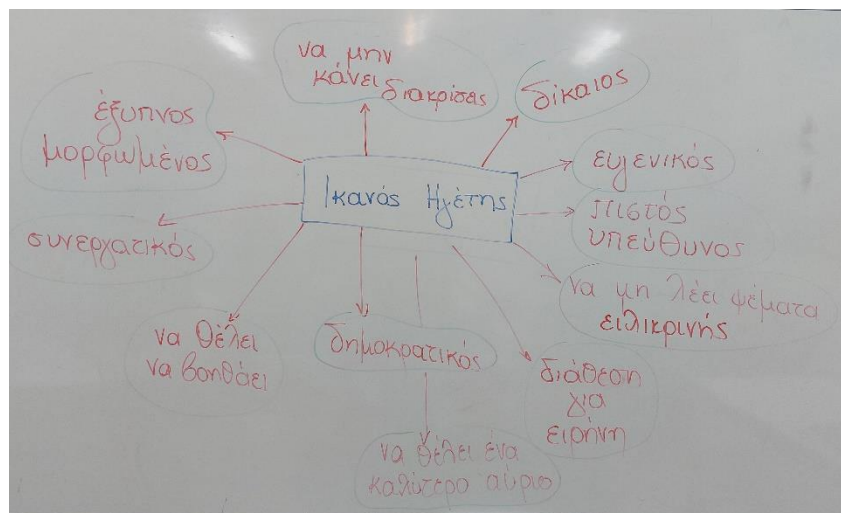 να μην
κάνει διακρίσεις
δίκαιος
έξυπνος
μορφωμένος
ευγενικός
Ικανός Ηγέτης
πιστός
υπεύθυνος
συνεργατικός
να μη λέει ψέματα
ειλικρινής
να θέλει
να βοηθάει
δημοκρατικός
διάθεση
για
ειρήνη
να θέλει ένα
καλύτερο αύριο